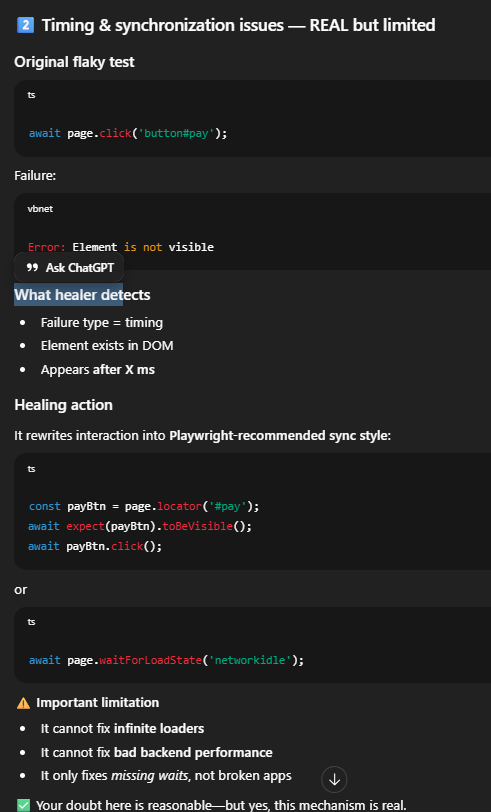 2 Timing & synchronization issues — REAL but limited
Original flaky test
ts
await page.click('button#pay');
Failure:
vbnet
Error: Element is not visible
Ask ChatGPT
What healer detects
Failure type = timing
Element exists in DOM
Appears after X ms
Healing action
It rewrites interaction into Playwright-recommended sync style:
ts
const payBtn = page.locator('#pay');
await expect(payBtn).toBeVisible();
await payBtn.click();
or
ts
await page.waitForLoadState('networkidle');
⚠️ Important limitation
It cannot fix infinite loaders
It cannot fix bad backend performance
It only fixes missing waits, not broken apps
✅ Your doubt here is reasonable—but yes, this mechanism is real.